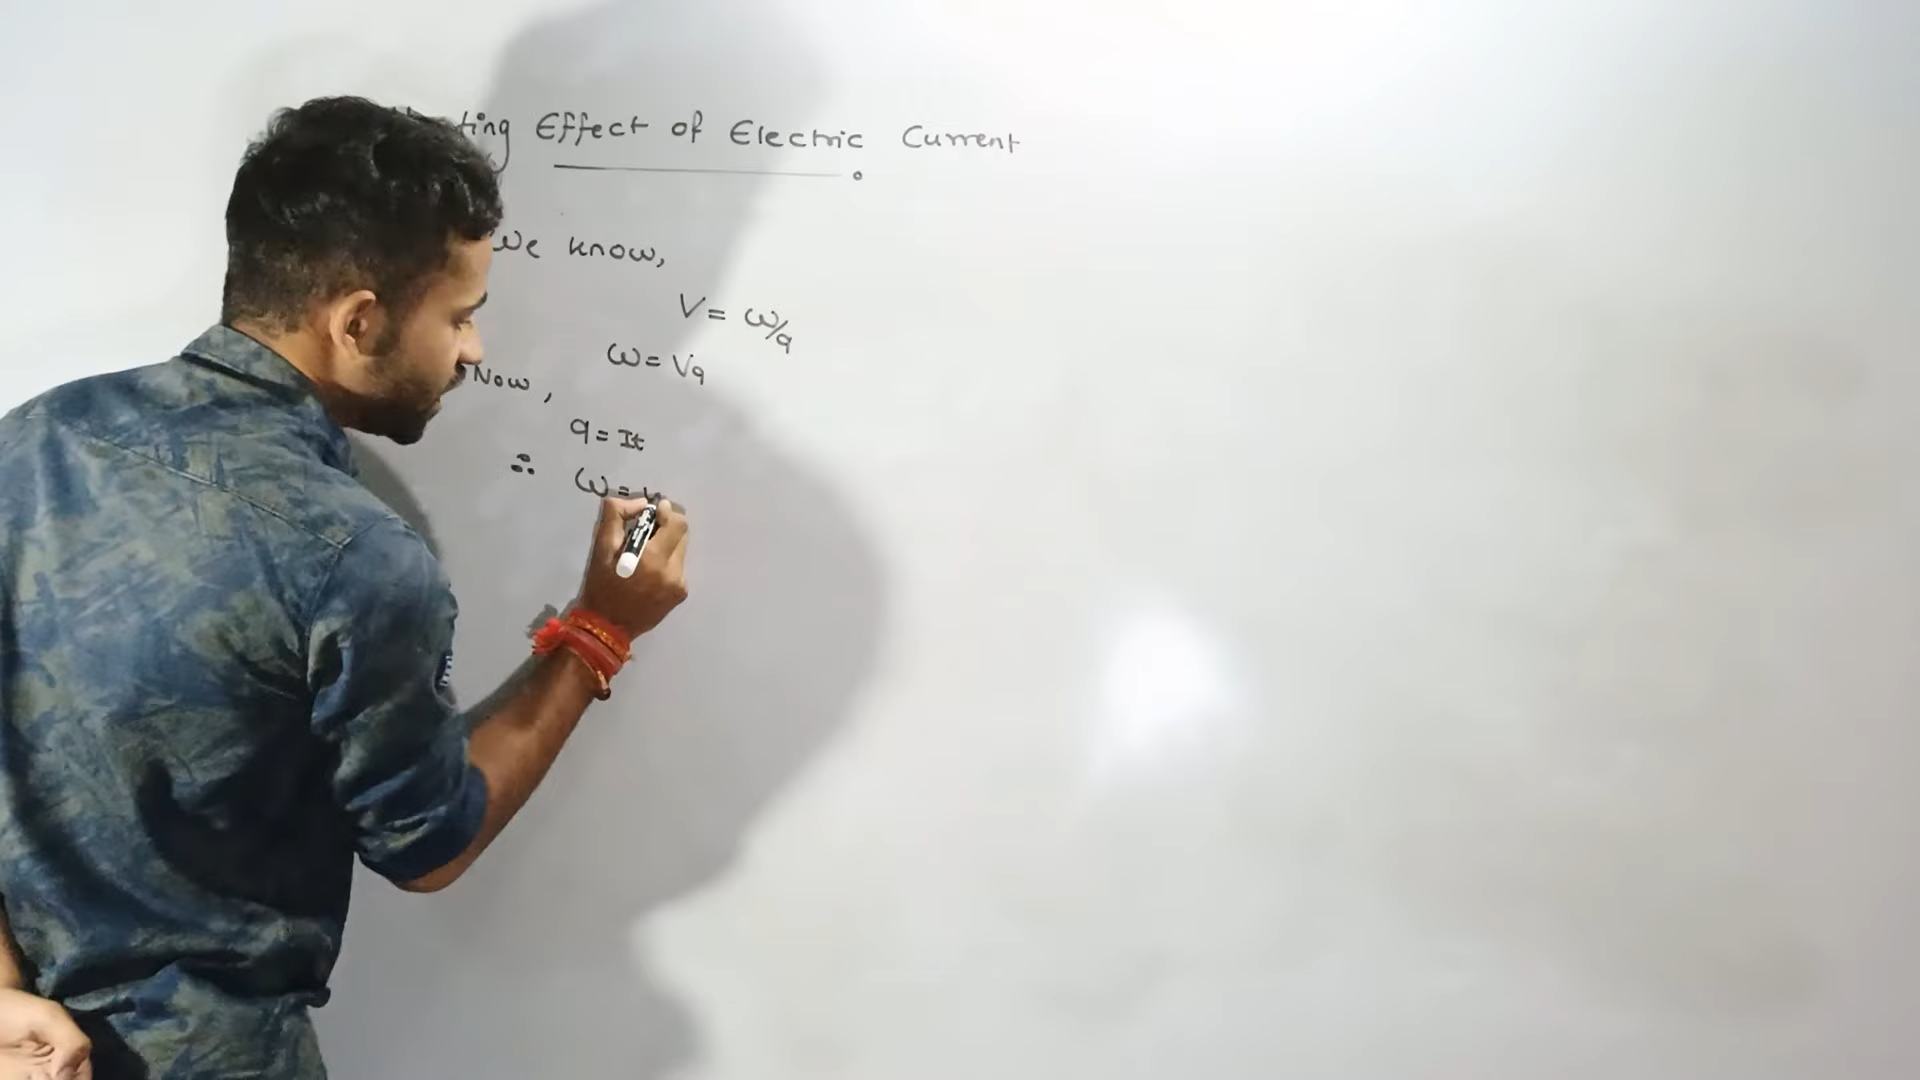 Effect of Electric Current
We know,
V = W/q
W = Vq
Now,
q = It
∴ W = V